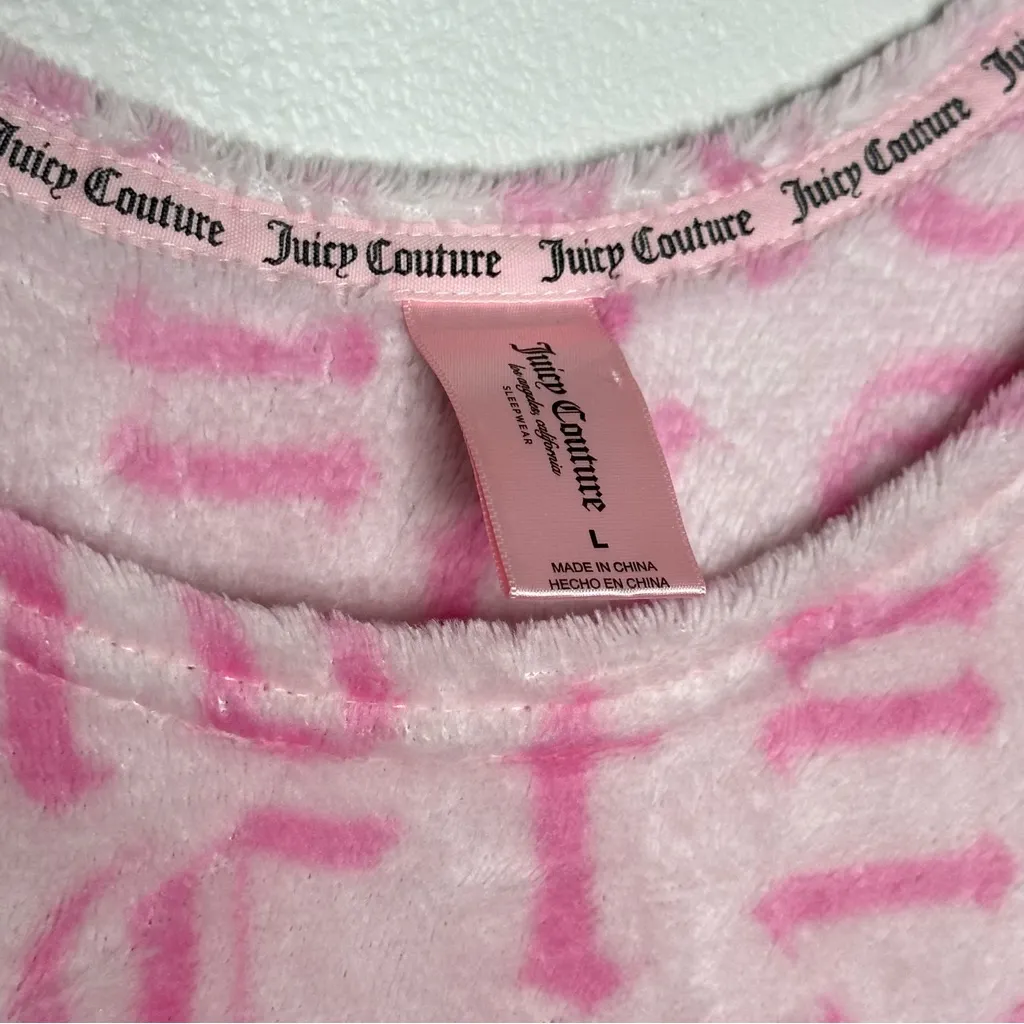 Juicy Couture Juicy Couture Juicy Couture Juicy Couture Jui
Juicy Couture
los angeles, california
SLEEPWEAR
L
MADE IN CHINA
HECHO EN CHINA